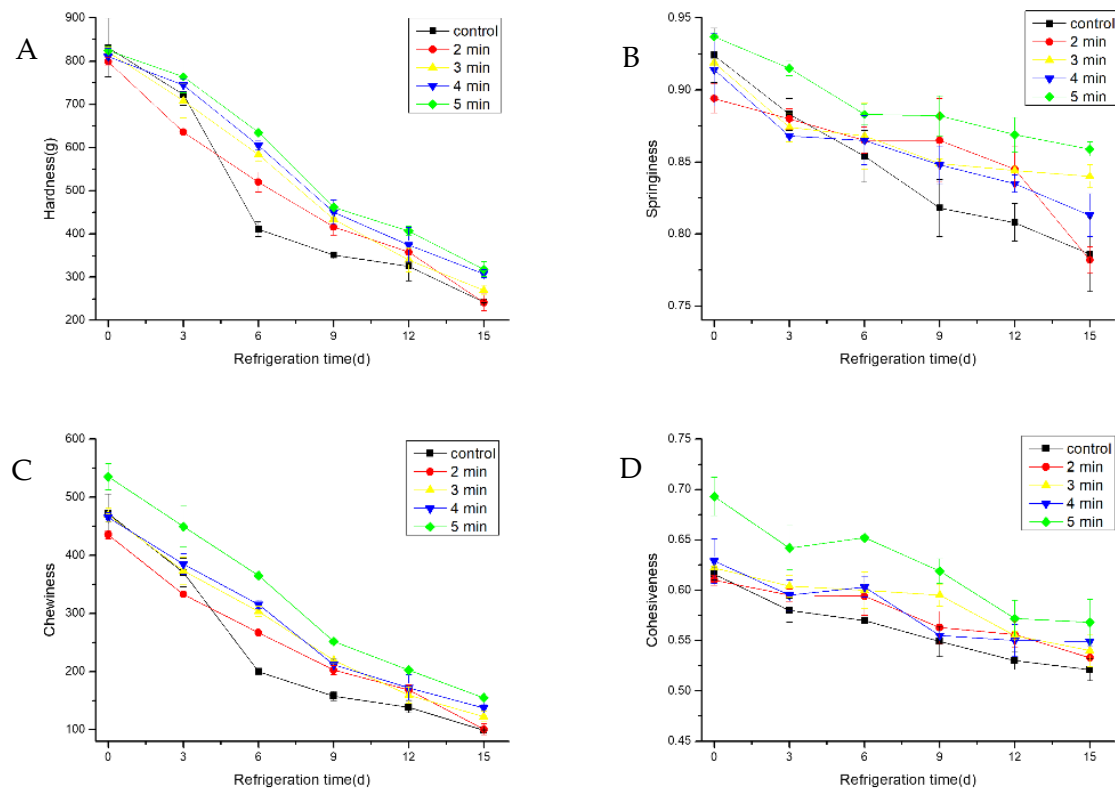 A
900
800
700
600
500
400
300
200
Hardness(g)
0 3 6 9 12 15
Refrigeration time(d)
control
2 min
3 min
4 min
5 min
B
0.95
0.90
0.85
0.80
0.75
Springiness
0 3 6 9 12 15
Refrigeration time(d)
control
2 min
3 min
4 min
5 min
C
600
500
400
300
200
100
Chewiness
0 3 6 9 12 15
Refrigeration time(d)
control
2 min
3 min
4 min
5 min
D
0.75
0.70
0.65
0.60
0.55
0.50
0.45
Cohesiveness
0 3 6 9 12 15
Refrigeration time(d)
control
2 min
3 min
4 min
5 min